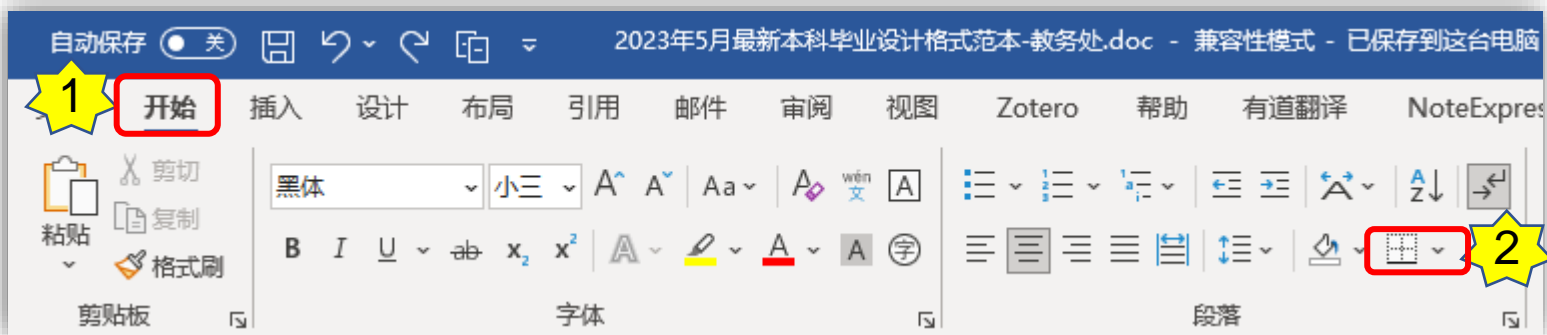 自动保存 关 2023年5月最新本科毕业设计格式范本-教务处.doc - 兼容性模式 - 已保存到这台电脑
1 开始 插入 设计 布局 引用 邮件 审阅 视图 Zotero 帮助 有道翻译 NoteExpres
剪切
黑体 小三 A A Aa A wén 文 A A Z
复制
粘贴
B I U ab x2 x2 A A A 字 2
格式刷
剪贴板 字体 段落